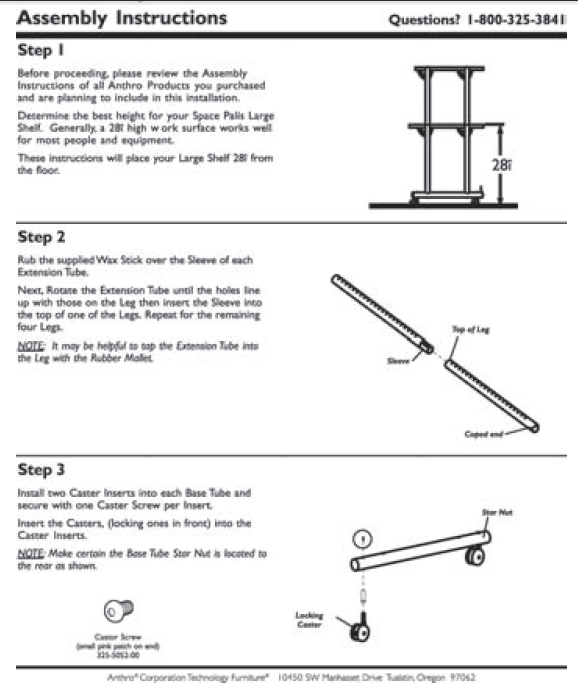 Assembly Instructions
Questions? 1-800-325-3841
Step 1
Before proceeding, please review the Assembly
Instructions of all Anthro Products you purchased
and are planning to include in this installation.
Determine the best height for your Space Palis Large
Shelf. Generally, a 28î high w ork surface works well
for most people and equipment.
These instructions will place your Large Shelf 28î from
the floor.
28î
Step 2
Rub the supplied Wax Stick over the Sleeve of each
Extension Tube.
Next, Rotate the Extension Tube until the holes line
up with those on the Leg then insert the Sleeve into
the top of one of the Legs. Repeat for the remaining
four Legs.
NOTE: It may be helpful to tap the Extension Tube into
the Leg with the Rubber Mallet.
Top of Leg
Sleeve
Coped end
Step 3
Install two Caster Inserts into each Base Tube and
secure with one Caster Screw per Insert.
Insert the Casters, (locking ones in front) into the
Caster Inserts.
NOTE: Make certain the Base Tube Star Nut is located to
the rear as shown.
Star Nut
1
Locking
Caster
Caster Screw
(small pink patch on end)
325-5052-00
Anthro® Corporation Technology Furniture® 10450 SW Manhasset Drive Tualatin, Oregon 97062